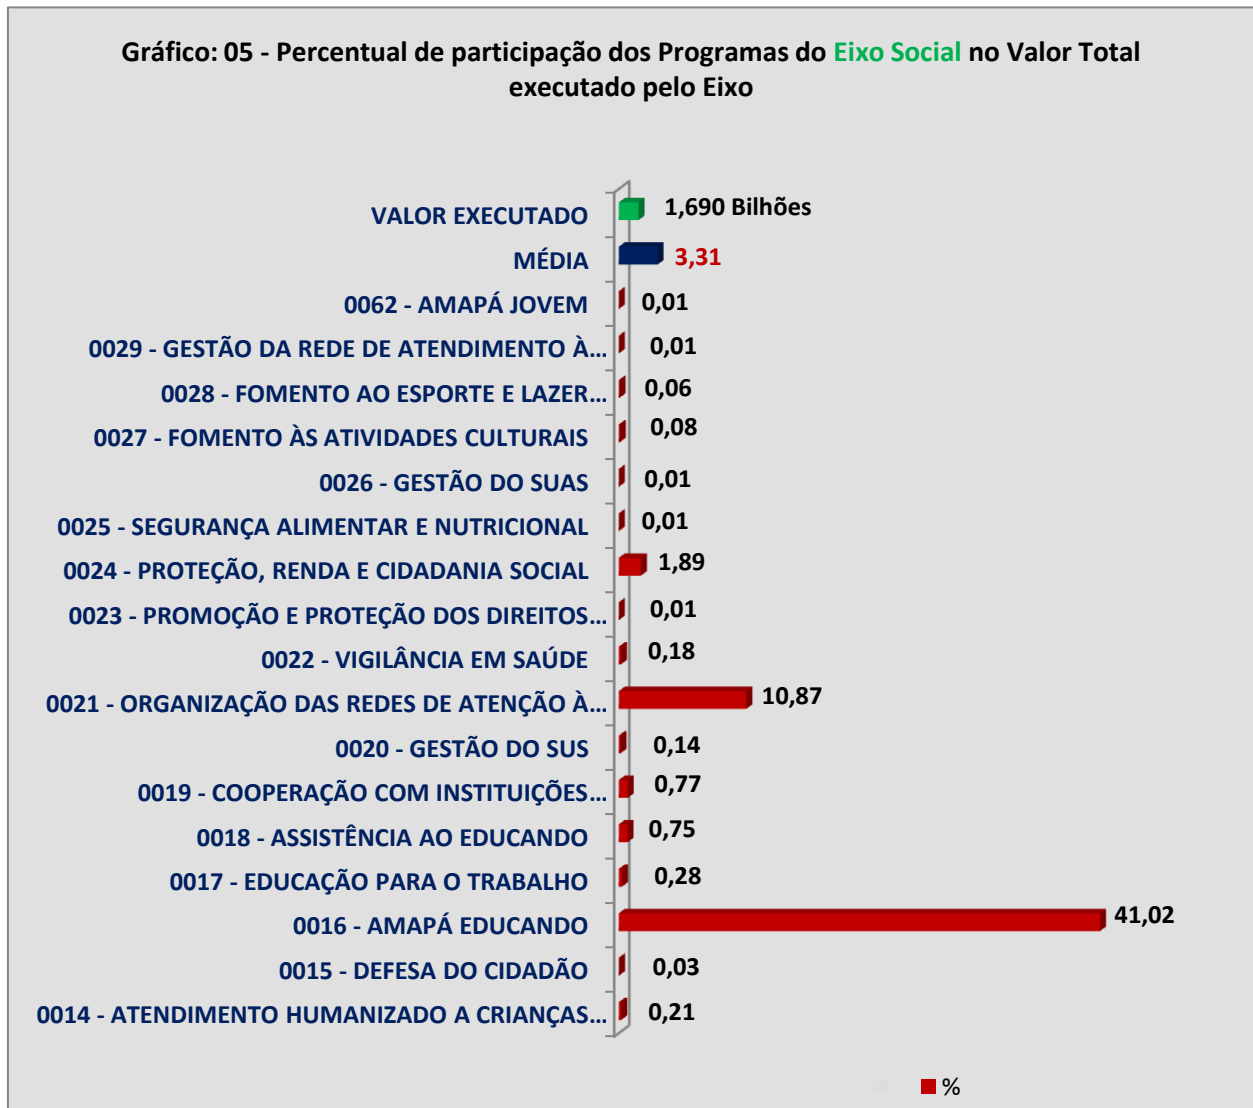 Gráfico: 05 - Percentual de participação dos Programas do Eixo Social no Valor Total
executado pelo Eixo
VALOR EXECUTADO 1,690 Bilhões
MÉDIA 3,31
0062 - AMAPÁ JOVEM 0,01
0029 - GESTÃO DA REDE DE ATENDIMENTO À... 0,01
0028 - FOMENTO AO ESPORTE E LAZER... 0,06
0027 - FOMENTO ÀS ATIVIDADES CULTURAIS 0,08
0026 - GESTÃO DO SUAS 0,01
0025 - SEGURANÇA ALIMENTAR E NUTRICIONAL 0,01
0024 - PROTEÇÃO, RENDA E CIDADANIA SOCIAL 1,89
0023 - PROMOÇÃO E PROTEÇÃO DOS DIREITOS... 0,01
0022 - VIGILÂNCIA EM SAÚDE 0,18
0021 - ORGANIZAÇÃO DAS REDES DE ATENÇÃO À... 10,87
0020 - GESTÃO DO SUS 0,14
0019 - COOPERAÇÃO COM INSTITUIÇÕES... 0,77
0018 - ASSISTÊNCIA AO EDUCANDO 0,75
0017 - EDUCAÇÃO PARA O TRABALHO 0,28
0016 - AMAPÁ EDUCANDO 41,02
0015 - DEFESA DO CIDADÃO 0,03
0014 - ATENDIMENTO HUMANIZADO A CRIANÇAS... 0,21
%